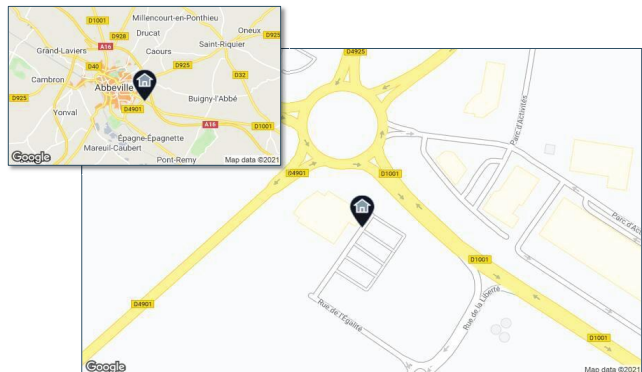 D1001
Millencourt-en-Ponthieu
D928
Drucat
Oneux
D925
Grand-Laviers
A16
Caours
Saint-Riquier
D40
D925
D32
Cambron
Abbeville
D925
Buigny-l'Abbé
D4901
Yonval
A16
D1001
Épagne-Épagnette
Mareuil-Caubert
Pont-Remy
Google
Map data ©2021
D4925
Parc d'Activités
D4901
D1001
Parc d'Ac
D1001
D4901
Rue de l'Égalité
Rue de la Liberté
D1001
Google
Map data ©2021